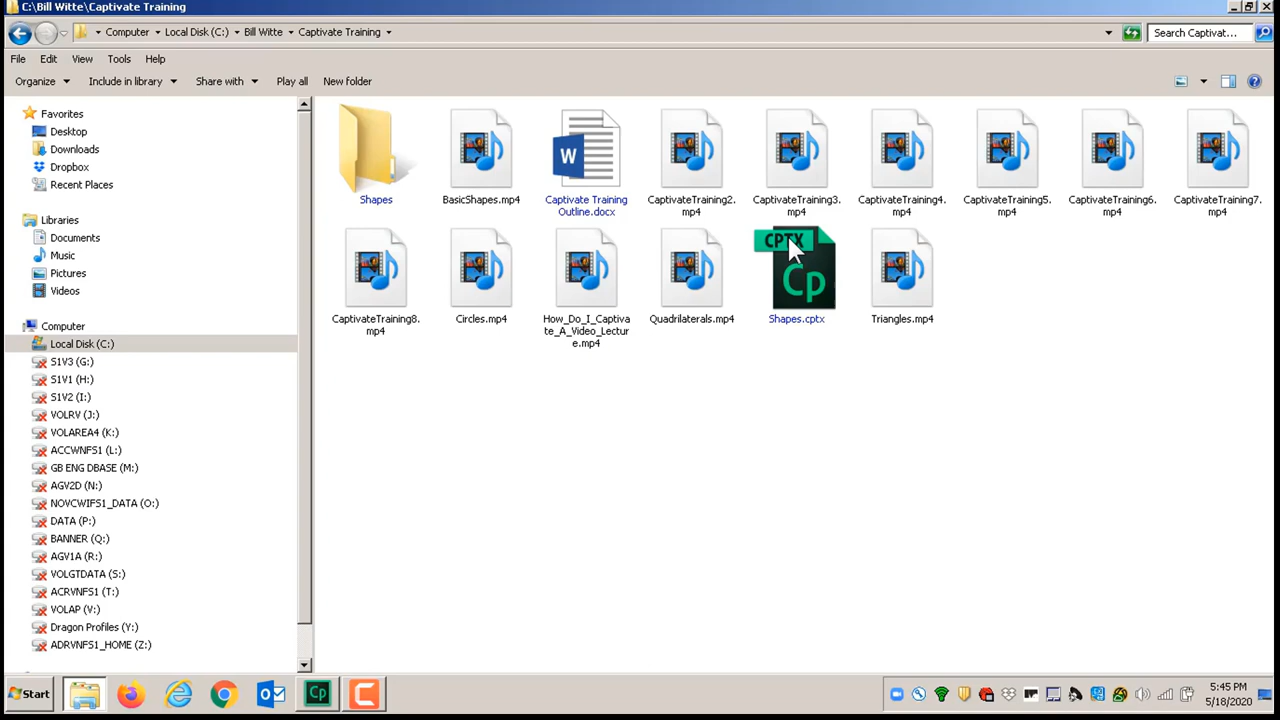 C:\Bill Witte\Captivate Training
Computer Local Disk (C:) Bill Witte Captivate Training
Search Captivat...
File Edit View Tools Help
Organize Include in library Share with Play all New folder
Favorites
Desktop
Downloads
Dropbox
Recent Places
Libraries
Documents
Music
Pictures
Videos
Computer
Local Disk (C:)
S1V3 (G:)
S1V1 (H:)
S1V2 (I:)
VOLRV (J:)
VOLAREA4 (K:)
ACCWNFS1 (L:)
GB ENG DBASE (M:)
AGV2D (N:)
NOVCWIFS1_DATA (O:)
DATA (P:)
BANNER (Q:)
AGV1A (R:)
VOLGTDATA (S:)
ACRVNFS1 (T:)
VOLAP (V:)
Dragon Profiles (Y:)
ADRVNFS1_HOME (Z:)
W
Shapes
BasicShapes.mp4
Captivate Training
Outline.docx
CaptivateTraining2.
mp4
CaptivateTraining3.
mp4
CaptivateTraining4.
mp4
CaptivateTraining5.
mp4
CaptivateTraining6.
mp4
CaptivateTraining7.
mp4
CPTX
Cp
CaptivateTraining8.
mp4
Circles.mp4
How_Do_I_Captiva
te_A_Video_Lectur
e.mp4
Quadrilaterals.mp4
Shapes.cptx
Triangles.mp4
Start
Cp
5:45 PM
5/18/2020